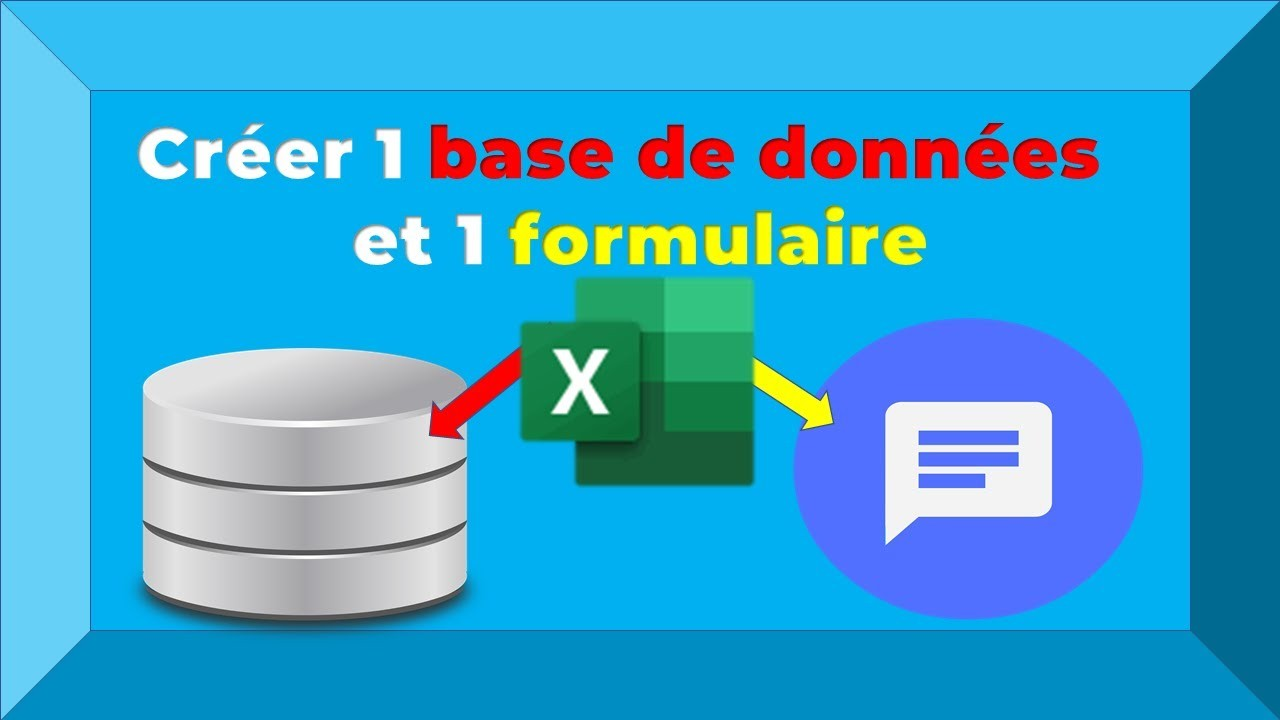 Créer 1 base de données
et 1 formulaire
X